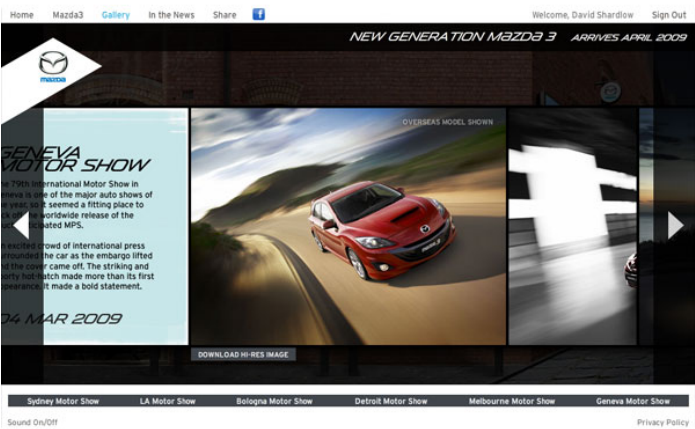 Home Mazda3 Gallery In the News Share f
Welcome, David Shardlow Sign Out
NEW GENERATION mazda 3 ARRIVES APRIL 2009
mazda
GENEVA
MOTOR SHOW
79th International Motor Show in
is one of the major auto shows of
year, so it seemed a fitting place to
off the worldwide release of the
MPS.
excited crowd of international press
surrounded the car as the embargo lifted
the cover came off. The striking and
sporty hot-hatch made more than its first
appearance. It made a bold statement.
04 MAR 2009
OVERSEAS MODEL SHOWN
DOWNLOAD HI-RES IMAGE
Sydney Motor Show LA Motor Show Bologna Motor Show Detroit Motor Show Melbourne Motor Show Geneva Motor Show
Sound On/Off Privacy Policy